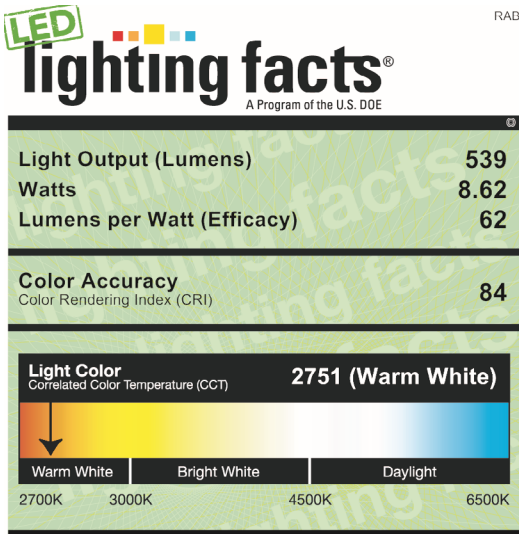 RAB
LED
lighting facts®
A Program of the U.S. DOE
Light Output (Lumens) 539
Watts 8.62
Lumens per Watt (Efficacy) 62
Color Accuracy
Color Rendering Index (CRI) 84
Light Color
Correlated Color Temperature (CCT) 2751 (Warm White)
Warm White Bright White Daylight
2700K 3000K 4500K 6500K